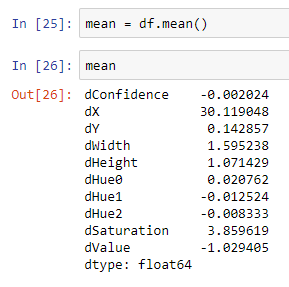 In [25]: mean = df.mean()
In [26]: mean
Out[26]: dConfidence -0.002024
dX 30.119048
dY 0.142857
dWidth 1.595238
dHeight 1.071429
dHue0 0.020762
dHue1 -0.012524
dHue2 -0.008333
dSaturation 3.859619
dValue -1.029405
dtype: float64